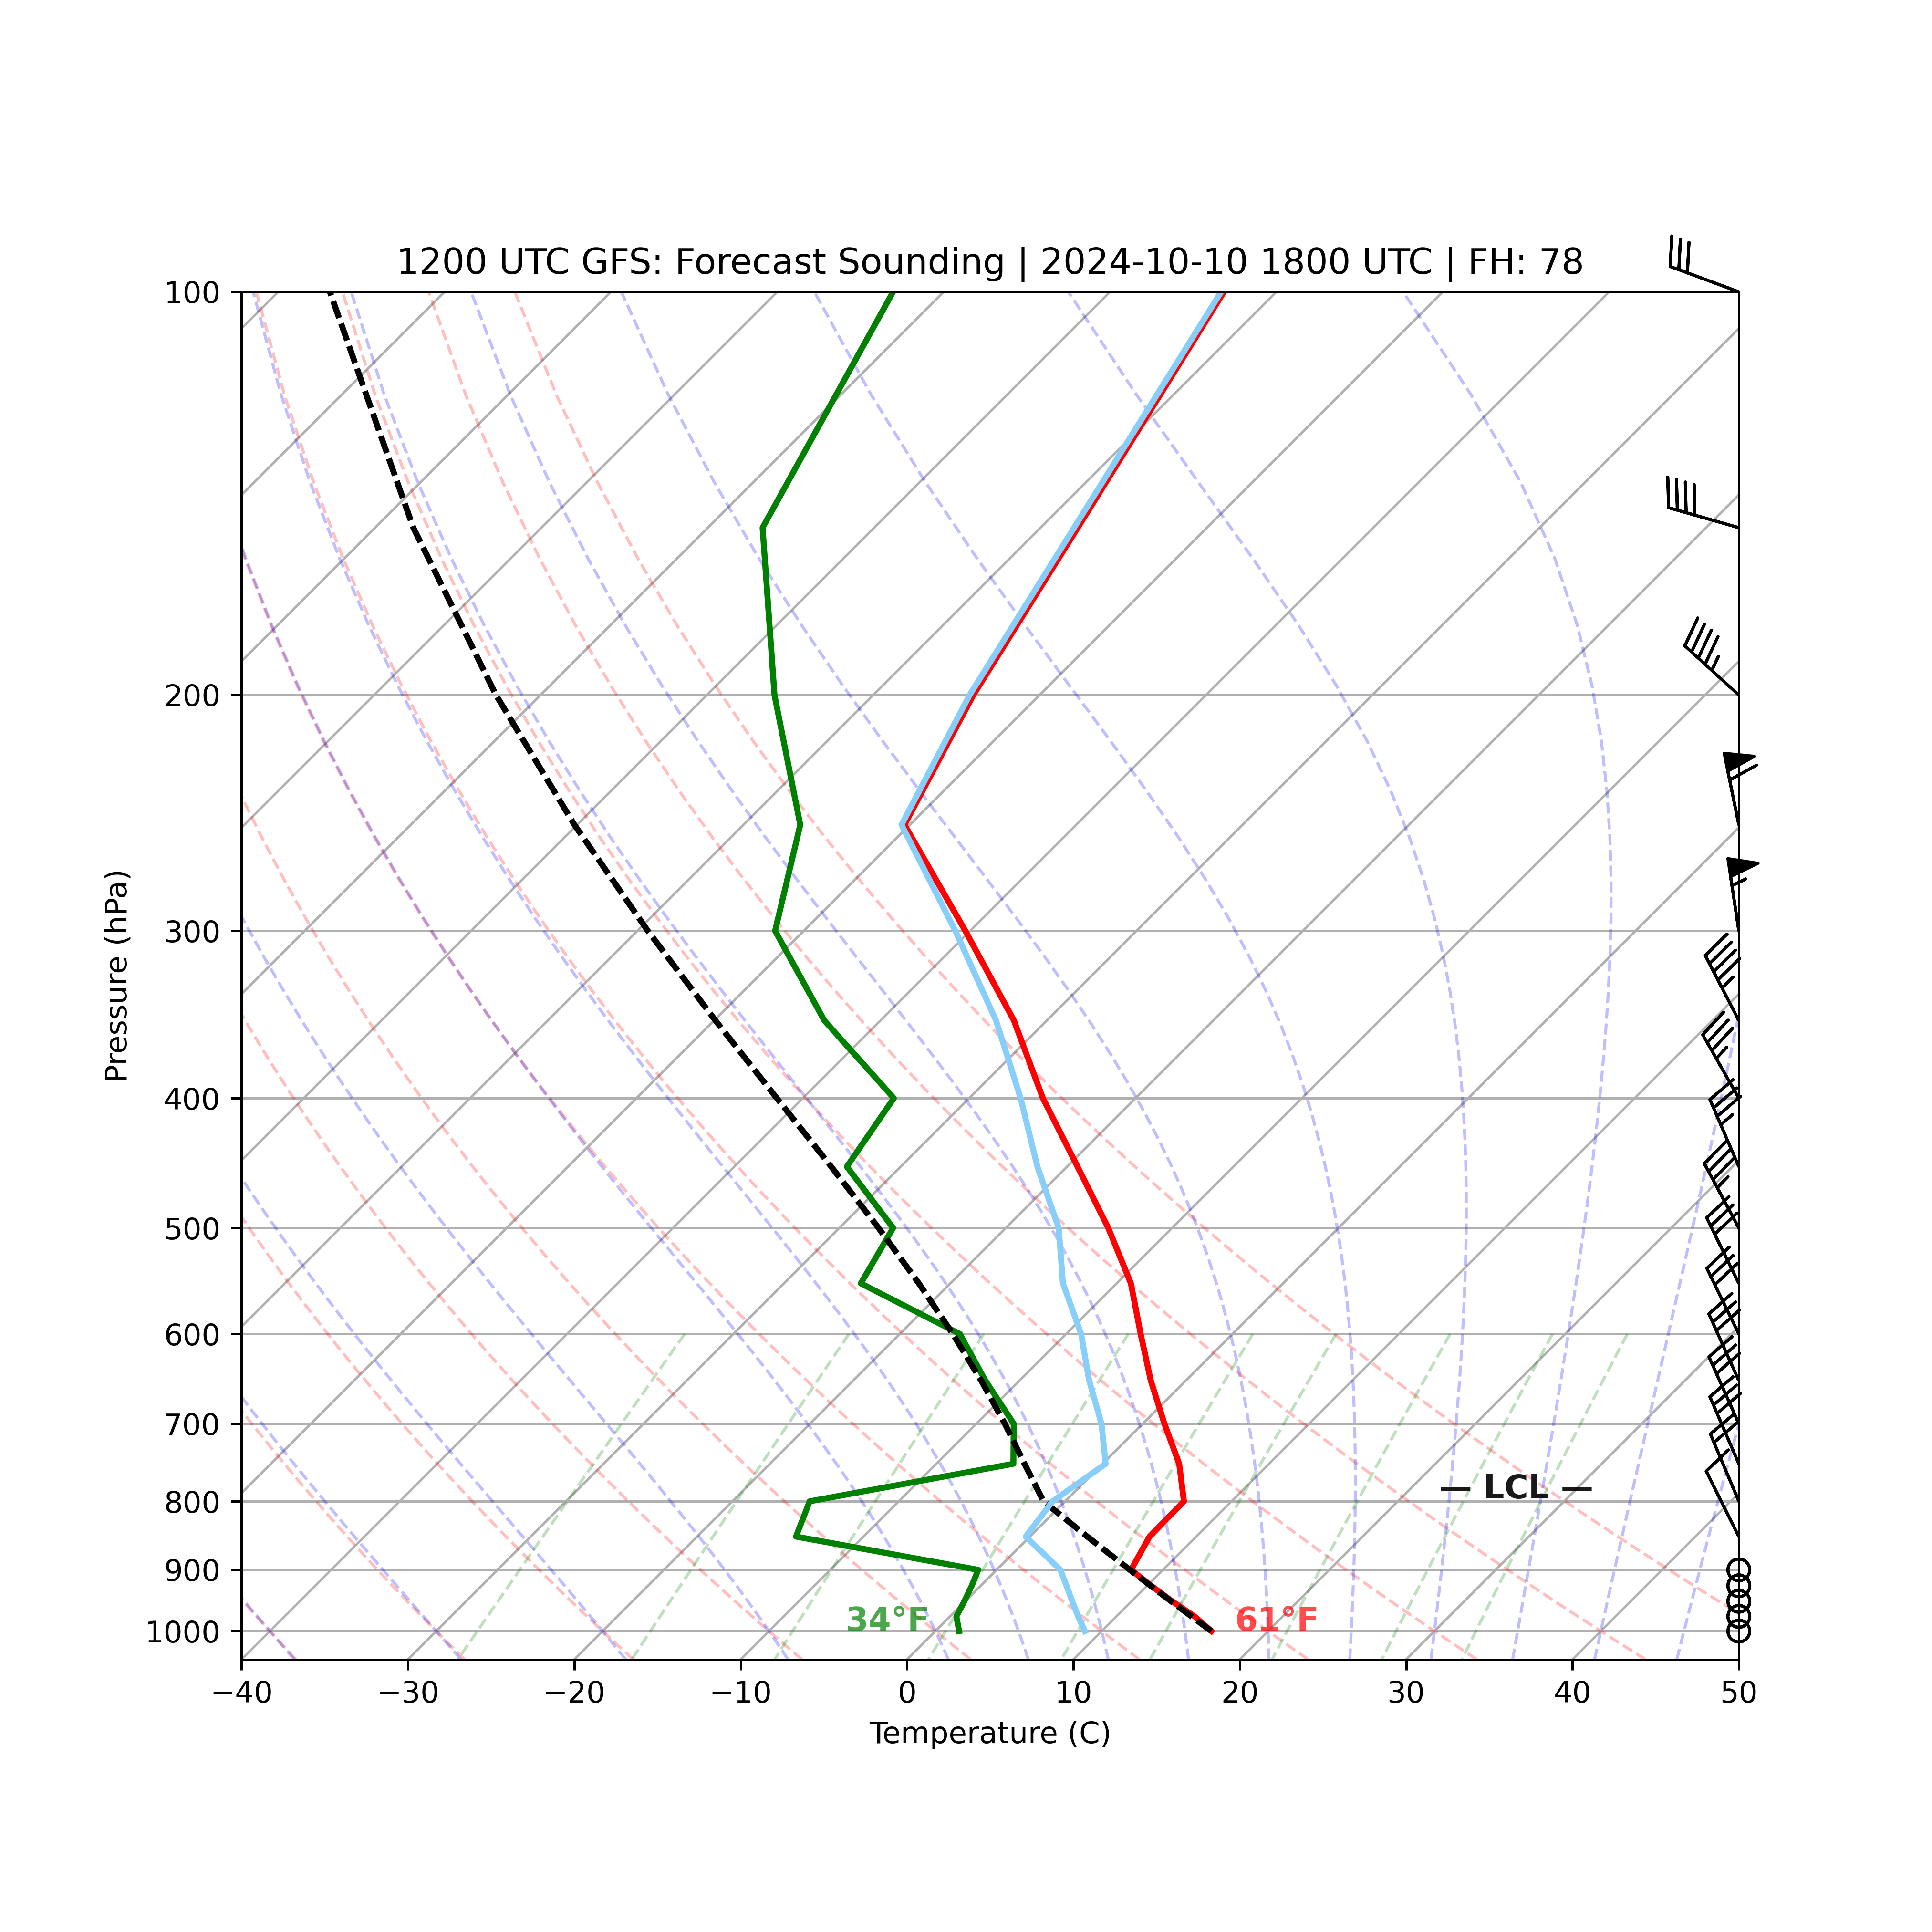 1200 UTC GFS: Forecast Sounding | 2024-10-10 1800 UTC | FH: 78
100
200
300
400
500
600
700
800
900
1000
Pressure (hPa)
— LCL —
34°F
61°F
−40 −30 −20 −10 0 10 20 30 40 50
Temperature (C)